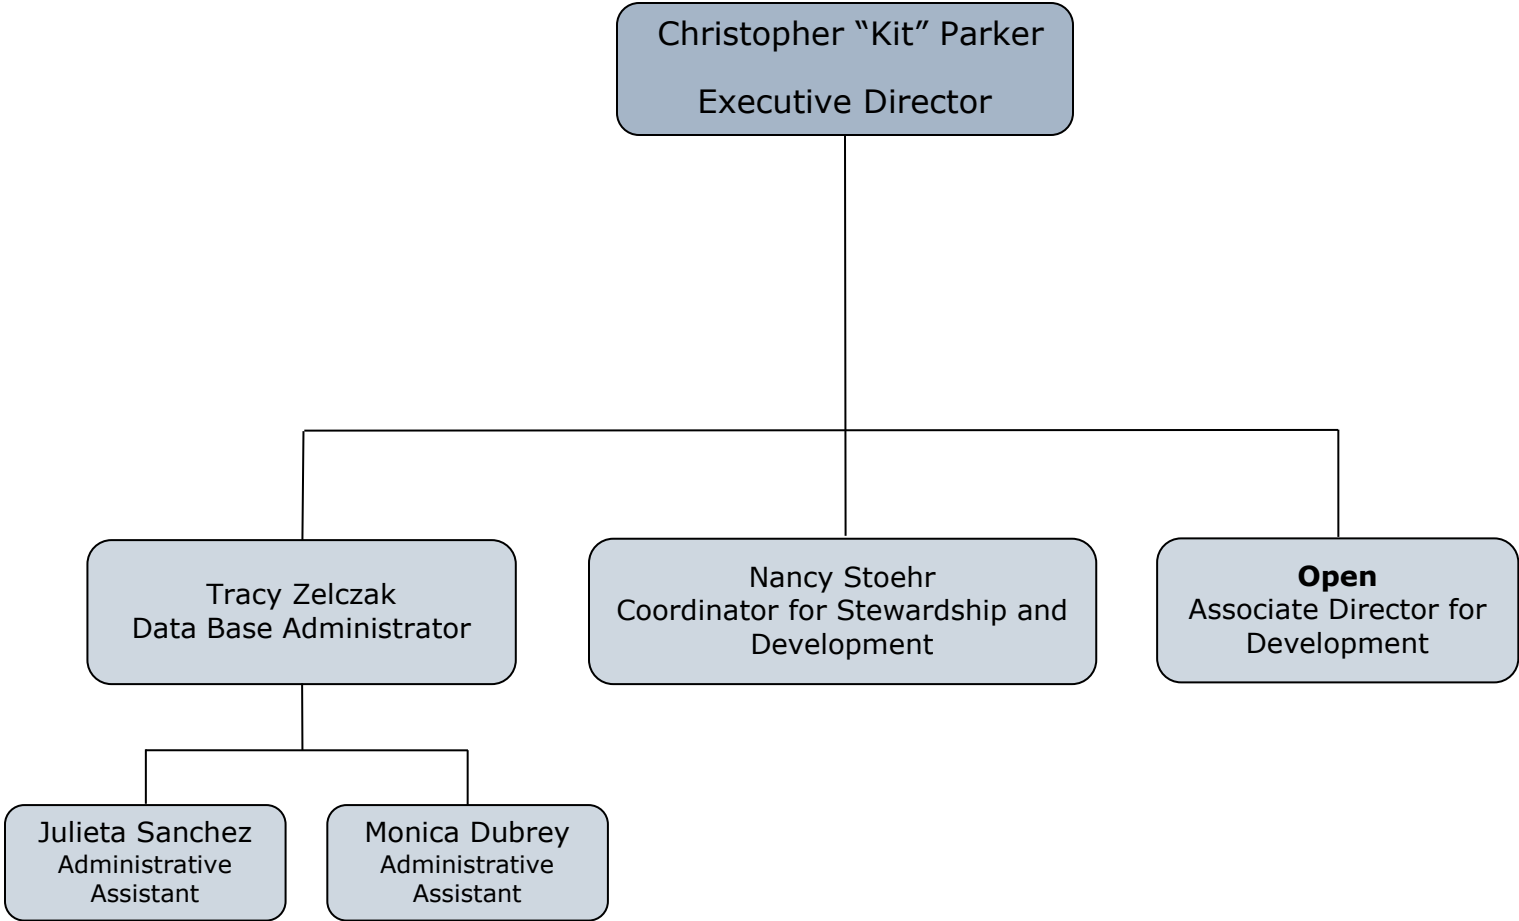 Christopher “Kit” Parker
Executive Director
Tracy Zelczak
Data Base Administrator
Nancy Stoehr
Coordinator for Stewardship and
Development
Open
Associate Director for
Development
Julieta Sanchez
Administrative
Assistant
Monica Dubrey
Administrative
Assistant